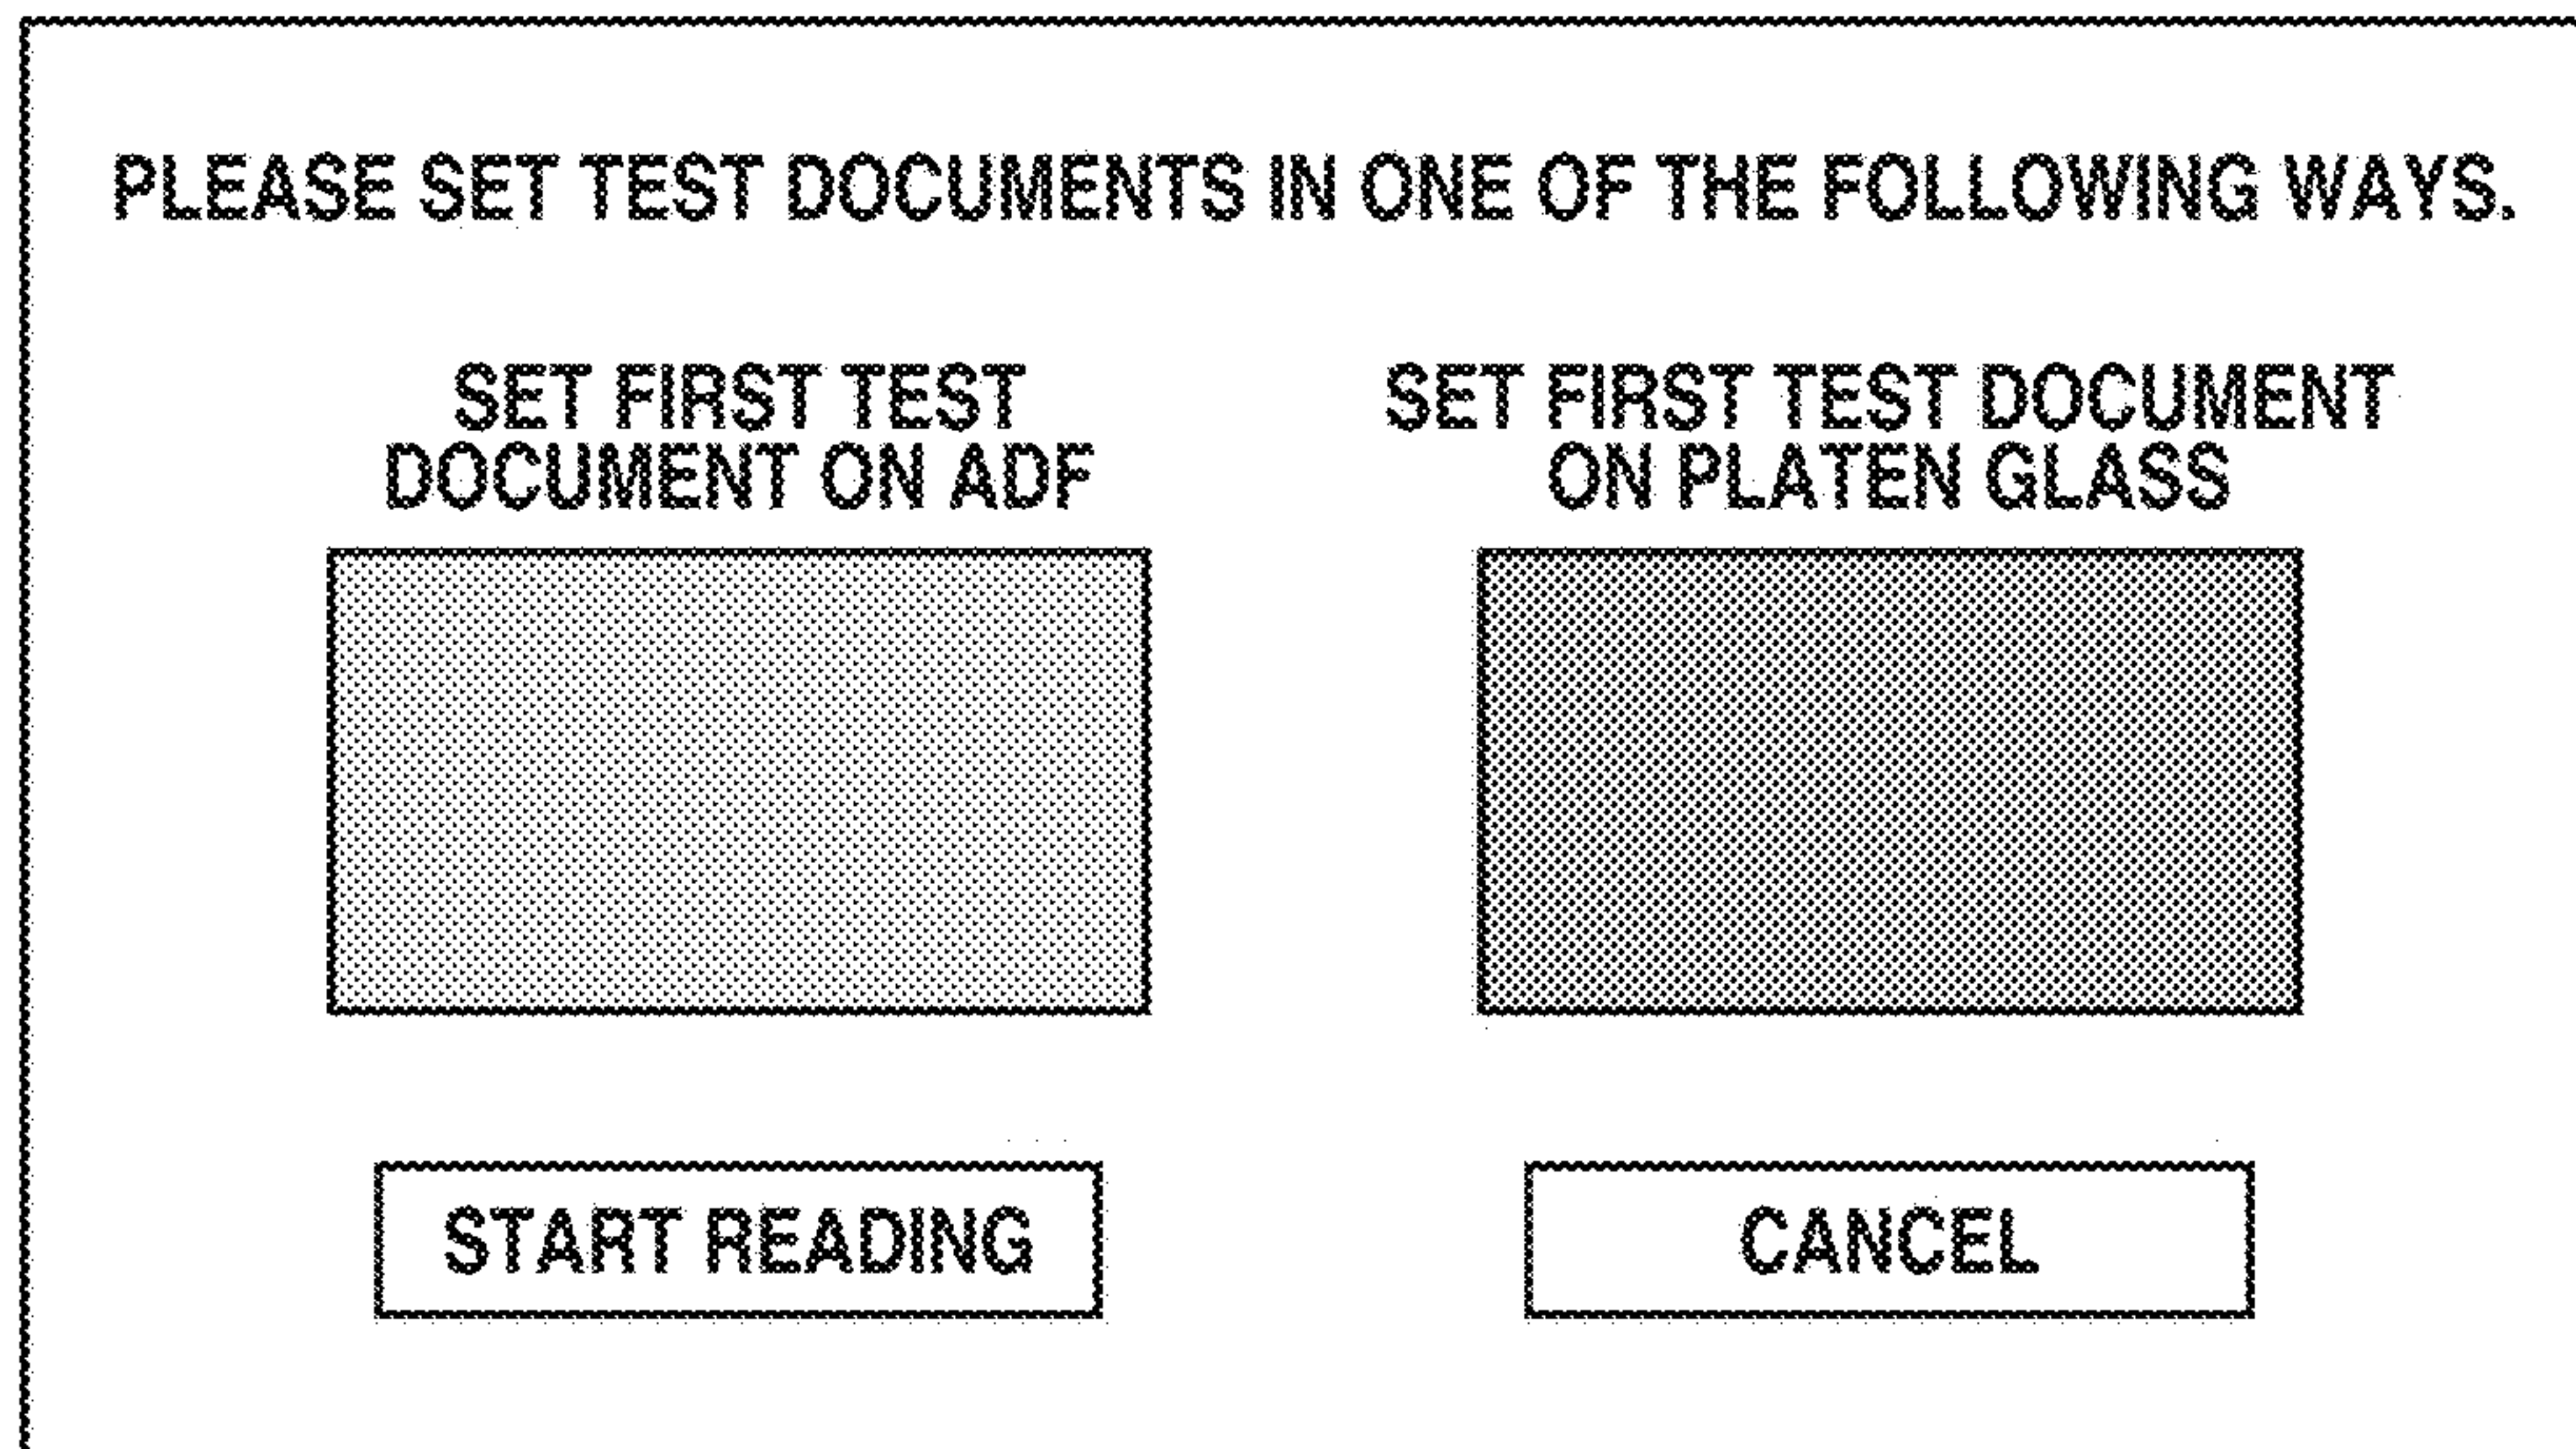 PLEASE SET TEST DOCUMENTS IN ONE OF THE FOLLOWING WAYS.
SET FIRST TEST
DOCUMENT ON ADF
SET FIRST TEST DOCUMENT
ON PLATEN GLASS
START READING
CANCEL